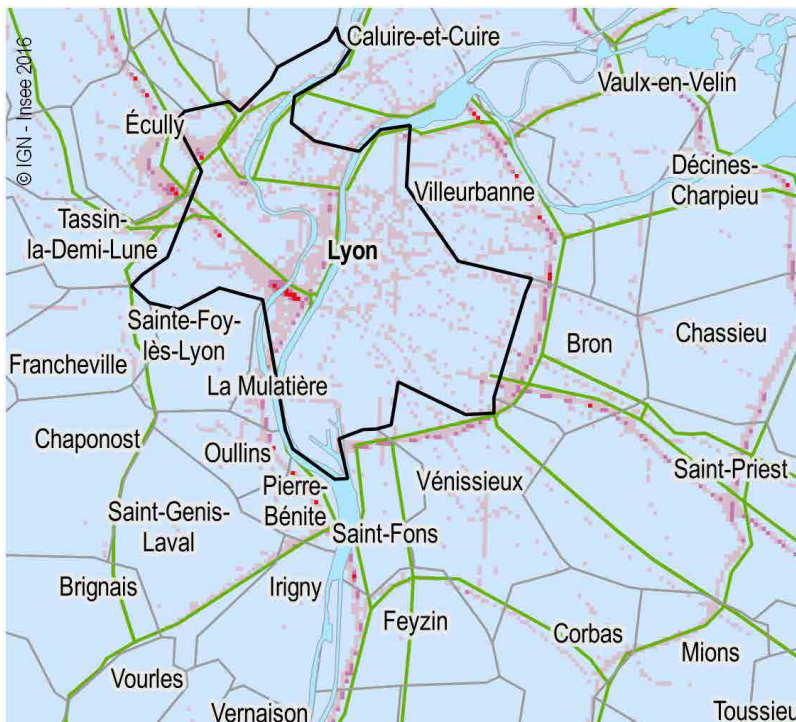 © IGN - Insee 2016
Caluire-et-Cuire
Vaulx-en-Velin
Écully
Décines-
Charpieu
Villeurbanne
Tassin-
la-Demi-Lune
Lyon
Sainte-Foy-
lès-Lyon
Bron
Chassieu
Francheville
La Mulatière
Chaponost
Oullins
Saint-Priest
Vénissieux
Pierre-
Bénite
Saint-Genis-
Laval
Saint-Fons
Brignais
Irigny
Feyzin
Corbas
Mions
Vourles
Vernaison
Toussieu